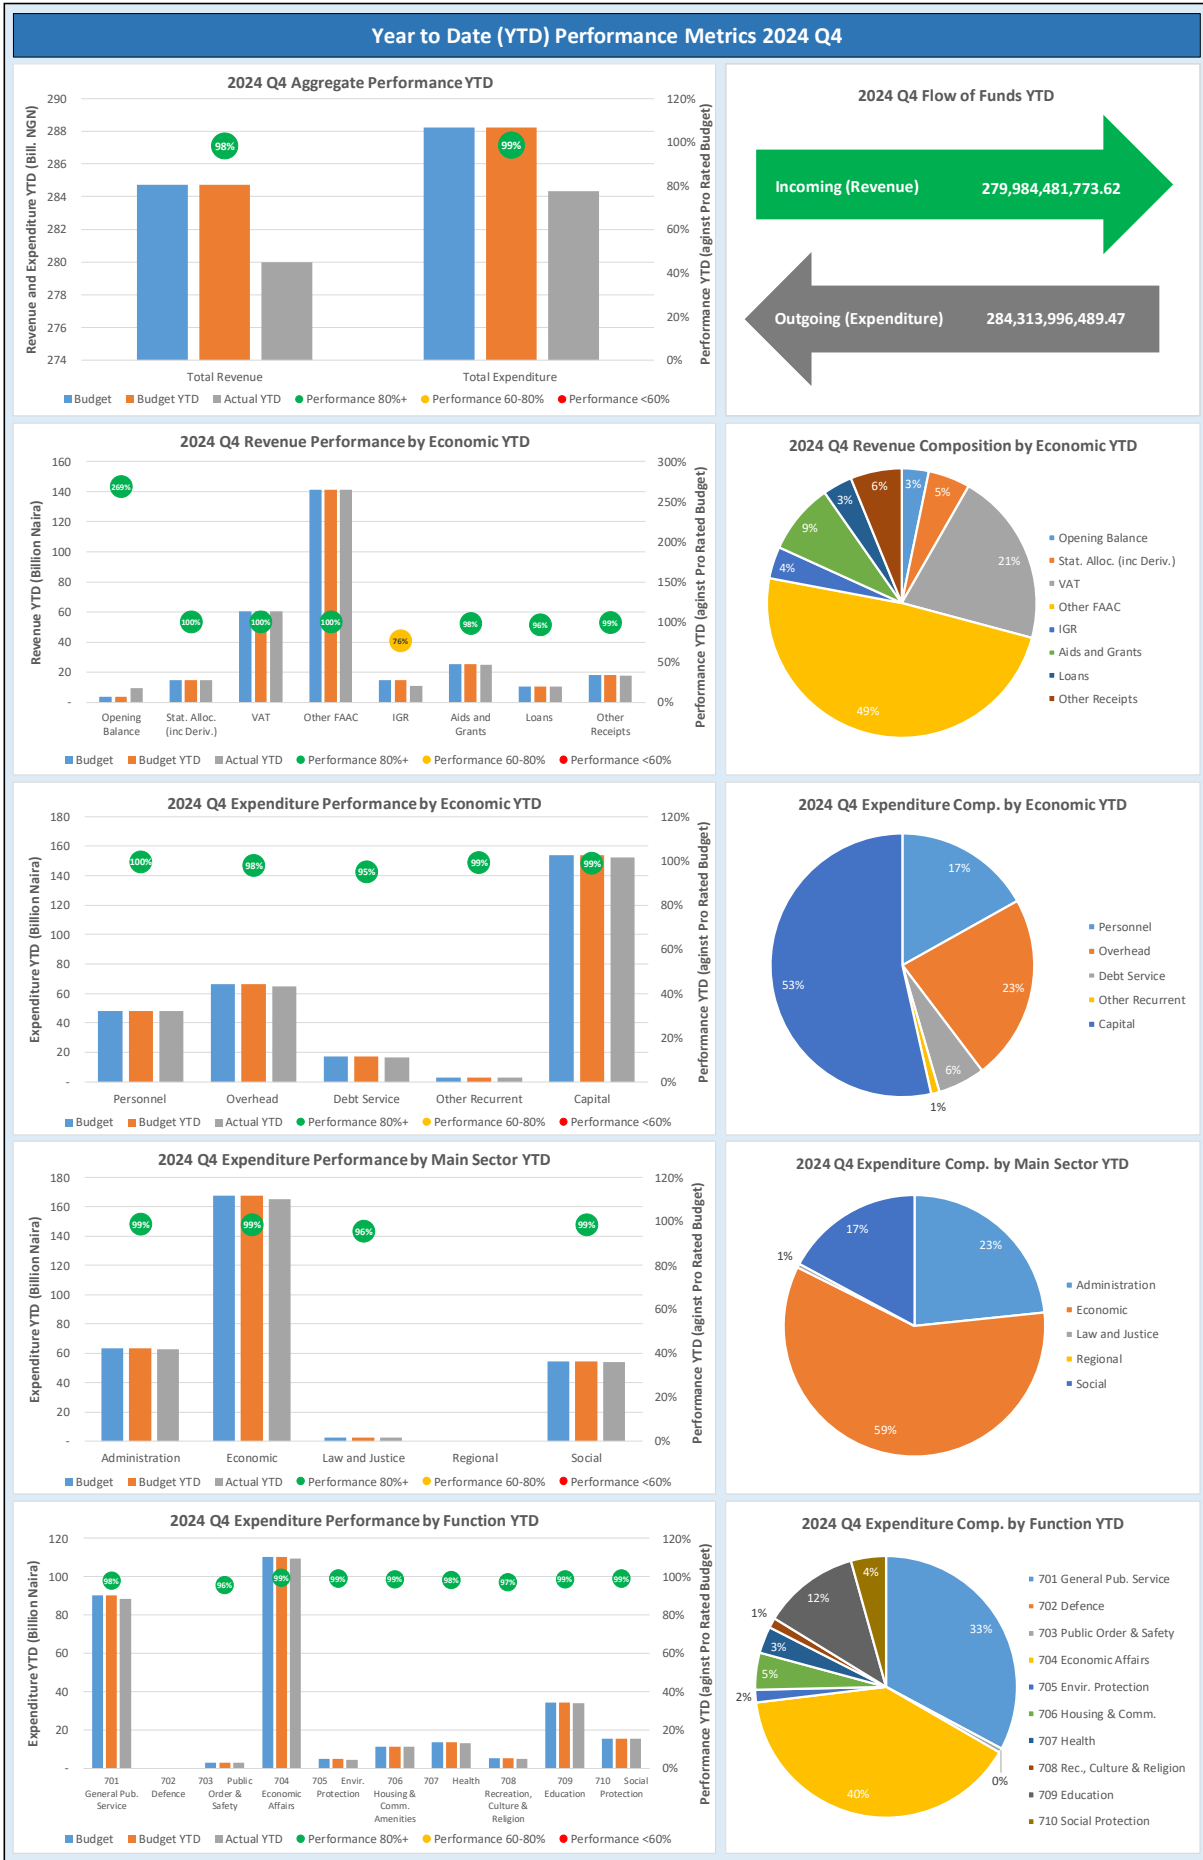 Year to Date (YTD) Performance Metrics 2024 Q4
2024 Q4 Aggregate Performance YTD
Revenue and Expenditure YTD (Bill. NGN)
290
288
286
284
282
280
278
276
274
98%
99%
120%
100%
80%
60%
40%
20%
0%
Performance YTD (aginst Pro Rated Budget)
Total Revenue
Total Expenditure
Budget
Budget YTD
Actual YTD
Performance 80%+
Performance 60-80%
Performance <60%
2024 Q4 Flow of Funds YTD
Incoming (Revenue) 279,984,481,773.62
Outgoing (Expenditure) 284,313,996,489.47
2024 Q4 Revenue Performance by Economic YTD
Revenue YTD (Billion Naira)
160
140
120
100
80
60
40
20
-
269%
100%
100%
100%
76%
98%
96%
99%
300%
250%
200%
150%
100%
50%
0%
Performance YTD (aginst Pro Rated Budget)
Opening
Balance
Stat. Alloc.
(inc Deriv.)
VAT
Other FAAC
IGR
Aids and
Grants
Loans
Other
Receipts
Budget
Budget YTD
Actual YTD
Performance 80%+
Performance 60-80%
Performance <60%
2024 Q4 Revenue Composition by Economic YTD
3%
5%
21%
49%
4%
9%
3%
6%
Opening Balance
Stat. Alloc. (inc Deriv.)
VAT
Other FAAC
IGR
Aids and Grants
Loans
Other Receipts
2024 Q4 Expenditure Performance by Economic YTD
Expenditure YTD (Billion Naira)
180
160
140
120
100
80
60
40
20
-
100%
98%
95%
99%
99%
120%
100%
80%
60%
40%
20%
0%
Performance YTD (aginst Pro Rated Budget)
Personnel
Overhead
Debt Service
Other Recurrent
Capital
Budget
Budget YTD
Actual YTD
Performance 80%+
Performance 60-80%
Performance <60%
2024 Q4 Expenditure Comp. by Economic YTD
17%
23%
6%
1%
53%
Personnel
Overhead
Debt Service
Other Recurrent
Capital
2024 Q4 Expenditure Performance by Main Sector YTD
Expenditure YTD (Billion Naira)
180
160
140
120
100
80
60
40
20
-
99%
99%
96%
99%
120%
100%
80%
60%
40%
20%
0%
Performance YTD (aginst Pro Rated Budget)
Administration
Economic
Law and Justice
Regional
Social
Budget
Budget YTD
Actual YTD
Performance 80%+
Performance 60-80%
Performance <60%
2024 Q4 Expenditure Comp. by Main Sector YTD
23%
59%
1%
17%
Administration
Economic
Law and Justice
Regional
Social
2024 Q4 Expenditure Performance by Function YTD
Expenditure YTD (Billion Naira)
120
100
80
60
40
20
-
98%
96%
99%
99%
99%
98%
97%
99%
99%
120%
100%
80%
60%
40%
20%
0%
Performance YTD (aginst Pro Rated Budget)
701
General Pub.
Service
702
Defence
703 Public
Order &
Safety
704
Economic
Affairs
705 Envir.
Protection
706
Housing &
Comm.
Amenities
707 Health
708
Recreation,
Culture &
Religion
709
Education
710 Social
Protection
Budget
Budget YTD
Actual YTD
Performance 80%+
Performance 60-80%
Performance <60%
2024 Q4 Expenditure Comp. by Function YTD
33%
0%
40%
2%
5%
3%
1%
12%
4%
701 General Pub. Service
702 Defence
703 Public Order & Safety
704 Economic Affairs
705 Envir. Protection
706 Housing & Comm.
707 Health
708 Rec., Culture & Religion
709 Education
710 Social Protection